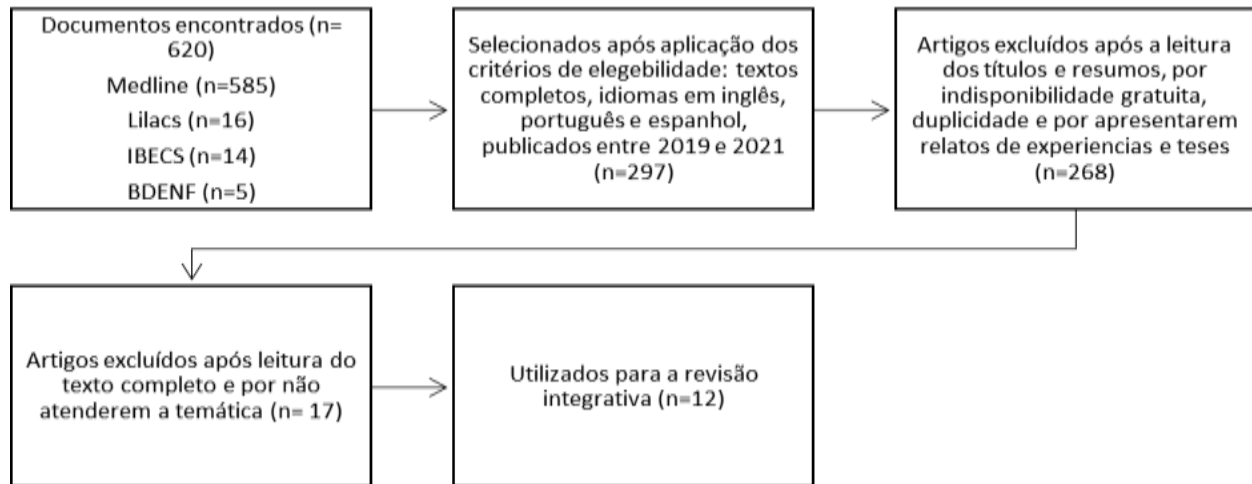 Documentos encontrados (n=
620)
Medline (n=585)
Lilacs (n=16)
IBECS (n=14)
BDENF (n=5)
Selecionados após aplicação dos
critérios de elegebilidade: textos
completos, idiomas em inglês,
português e espanhol,
publicados entre 2019 e 2021
(n=297)
Artigos excluídos após a leitura
dos títulos e resumos, por
indisponibilidade gratuita,
duplicidade e por apresentarem
relatos de experiencias e teses
(n=268)
Artigos excluídos após leitura do
texto completo e por não
atenderem a temática (n= 17)
Utilizados para a revisão
integrativa (n=12)